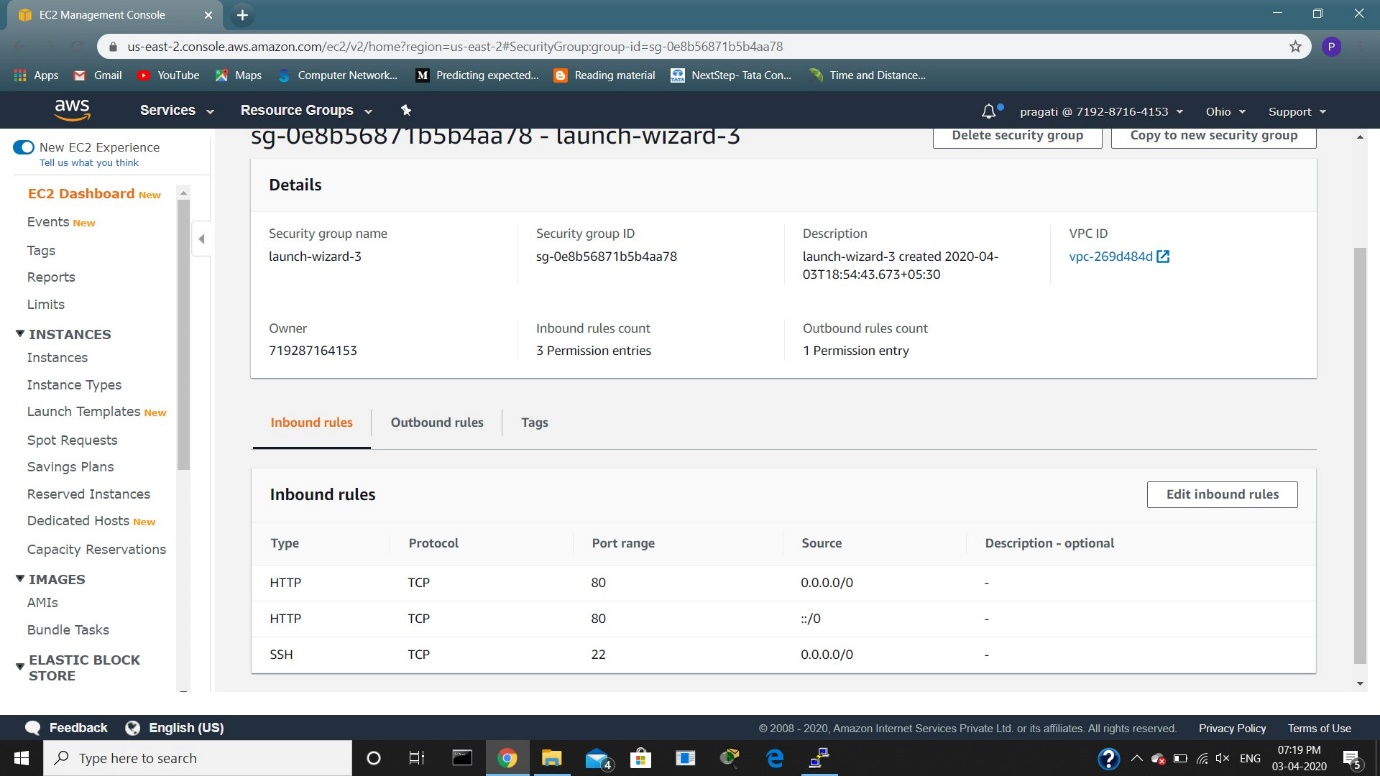 EC2 Management Console
us-east-2.console.aws.amazon.com/ec2/v2/home?region=us-east-2#SecurityGroup:group-id=sg-0e8b56871b5b4aa78
P
Apps Gmail YouTube Maps Computer Network... Predicting expected... Reading material NextStep- Tata Con... Time and Distance...
aws Services Resource Groups pragati @ 7192-8716-4153 Ohio Support
sg-0e8b56871b5b4aa78 - launch-wizard-3 Delete security group Copy to new security group
New EC2 Experience
Tell us what you think
EC2 Dashboard New
Events New
Tags
Reports
Limits
INSTANCES
Instances
Instance Types
Launch Templates New
Spot Requests
Savings Plans
Reserved Instances
Dedicated Hosts New
Capacity Reservations
IMAGES
AMIs
Bundle Tasks
ELASTIC BLOCK
STORE
Details
Security group name Security group ID Description VPC ID
launch-wizard-3 sg-0e8b56871b5b4aa78 launch-wizard-3 created 2020-04- vpc-269d484d
03T18:54:43.673+05:30
Owner Inbound rules count Outbound rules count
719287164153 3 Permission entries 1 Permission entry
Inbound rules Outbound rules Tags
Inbound rules Edit inbound rules
Type Protocol Port range Source Description - optional
HTTP TCP 80 0.0.0.0/0 -
HTTP TCP 80 ::/0 -
SSH TCP 22 0.0.0.0/0 -
Feedback English (US) © 2008 - 2020, Amazon Internet Services Private Ltd. or its affiliates. All rights reserved. Privacy Policy Terms of Use
Type here to search 4 ENG 07:19 PM 5
03-04-2020